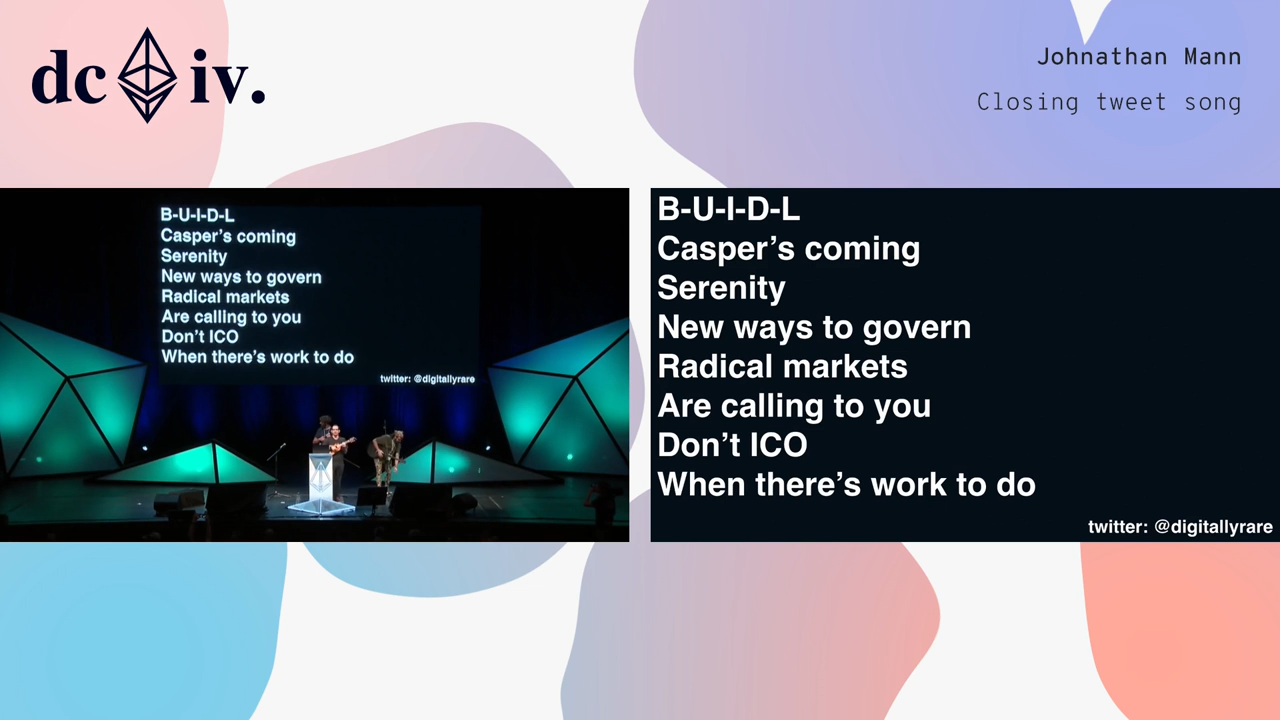 dc iv.
Johnathan Mann
Closing tweet song
B-U-I-D-L
Casper's coming
Serenity
New ways to govern
Radical markets
Are calling to you
Don't ICO
When there's work to do
twitter: @digitallyrare
B-U-I-D-L
Casper’s coming
Serenity
New ways to govern
Radical markets
Are calling to you
Don’t ICO
When there’s work to do
twitter: @digitallyrare